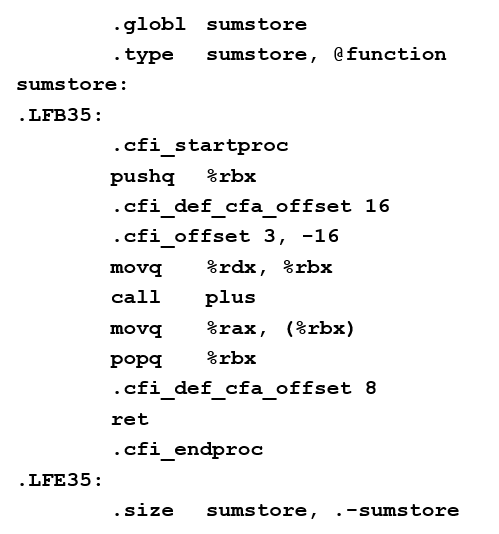 .globl sumstore
.type sumstore, @function
sumstore:
.LFB35:
.cfi_startproc
pushq %rbx
.cfi_def_cfa_offset 16
.cfi_offset 3, -16
movq %rdx, %rbx
call plus
movq %rax, (%rbx)
popq %rbx
.cfi_def_cfa_offset 8
ret
.cfi_endproc
.LFE35:
.size sumstore, .-sumstore